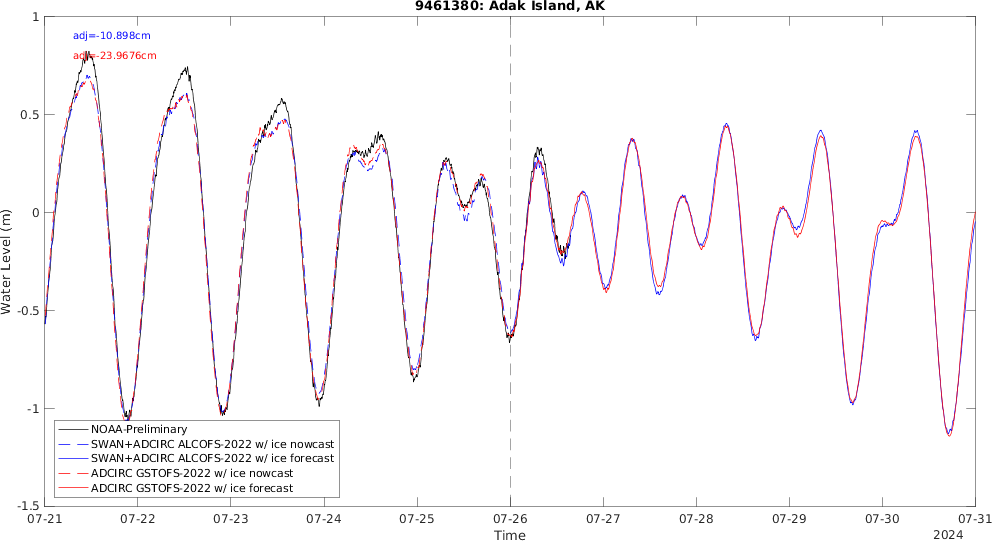 9461380: Adak Island, AK
adj=-10.898cm
adj=-23.9676cm
Water Level (m)
1
0.5
0
-0.5
-1
-1.5
NOAA-Preliminary
SWAN+ADCIRC ALCOFS-2022 w/ ice nowcast
SWAN+ADCIRC ALCOFS-2022 w/ ice forecast
ADCIRC GSTOFS-2022 w/ ice nowcast
ADCIRC GSTOFS-2022 w/ ice forecast
07-21 07-22 07-23 07-24 07-25 07-26 07-27 07-28 07-29 07-30 07-31
Time
2024